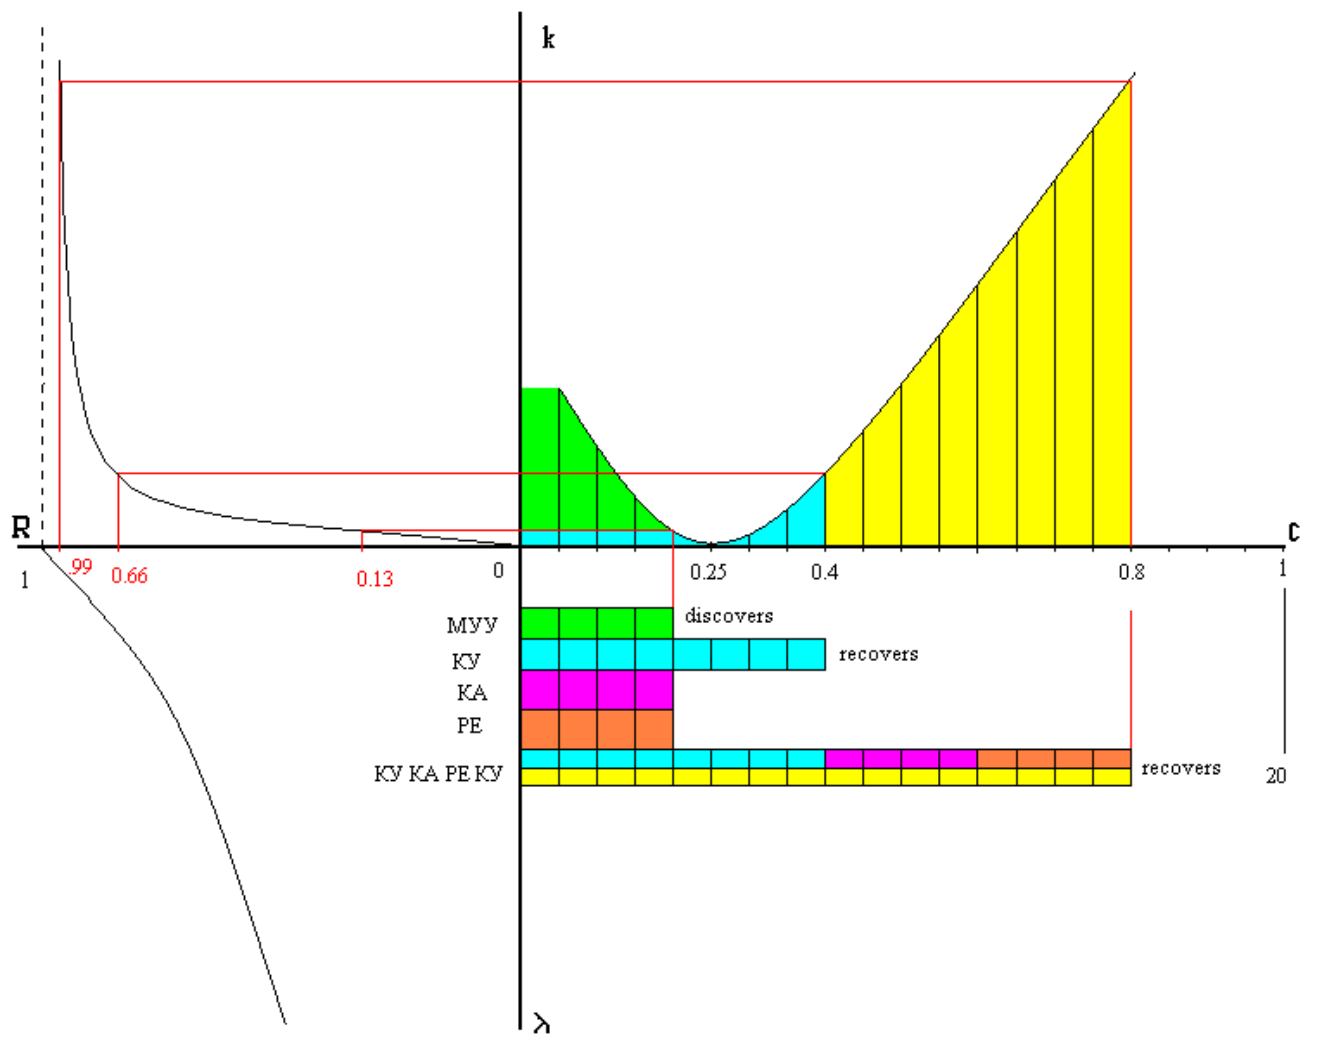 k
R
C
1
.99
0.66
0.13
0
0.25
0.4
0.8
1
МУУ
discovers
КУ
recovers
КА
РЕ
КУ КА РЕ КУ
recovers
20
λ